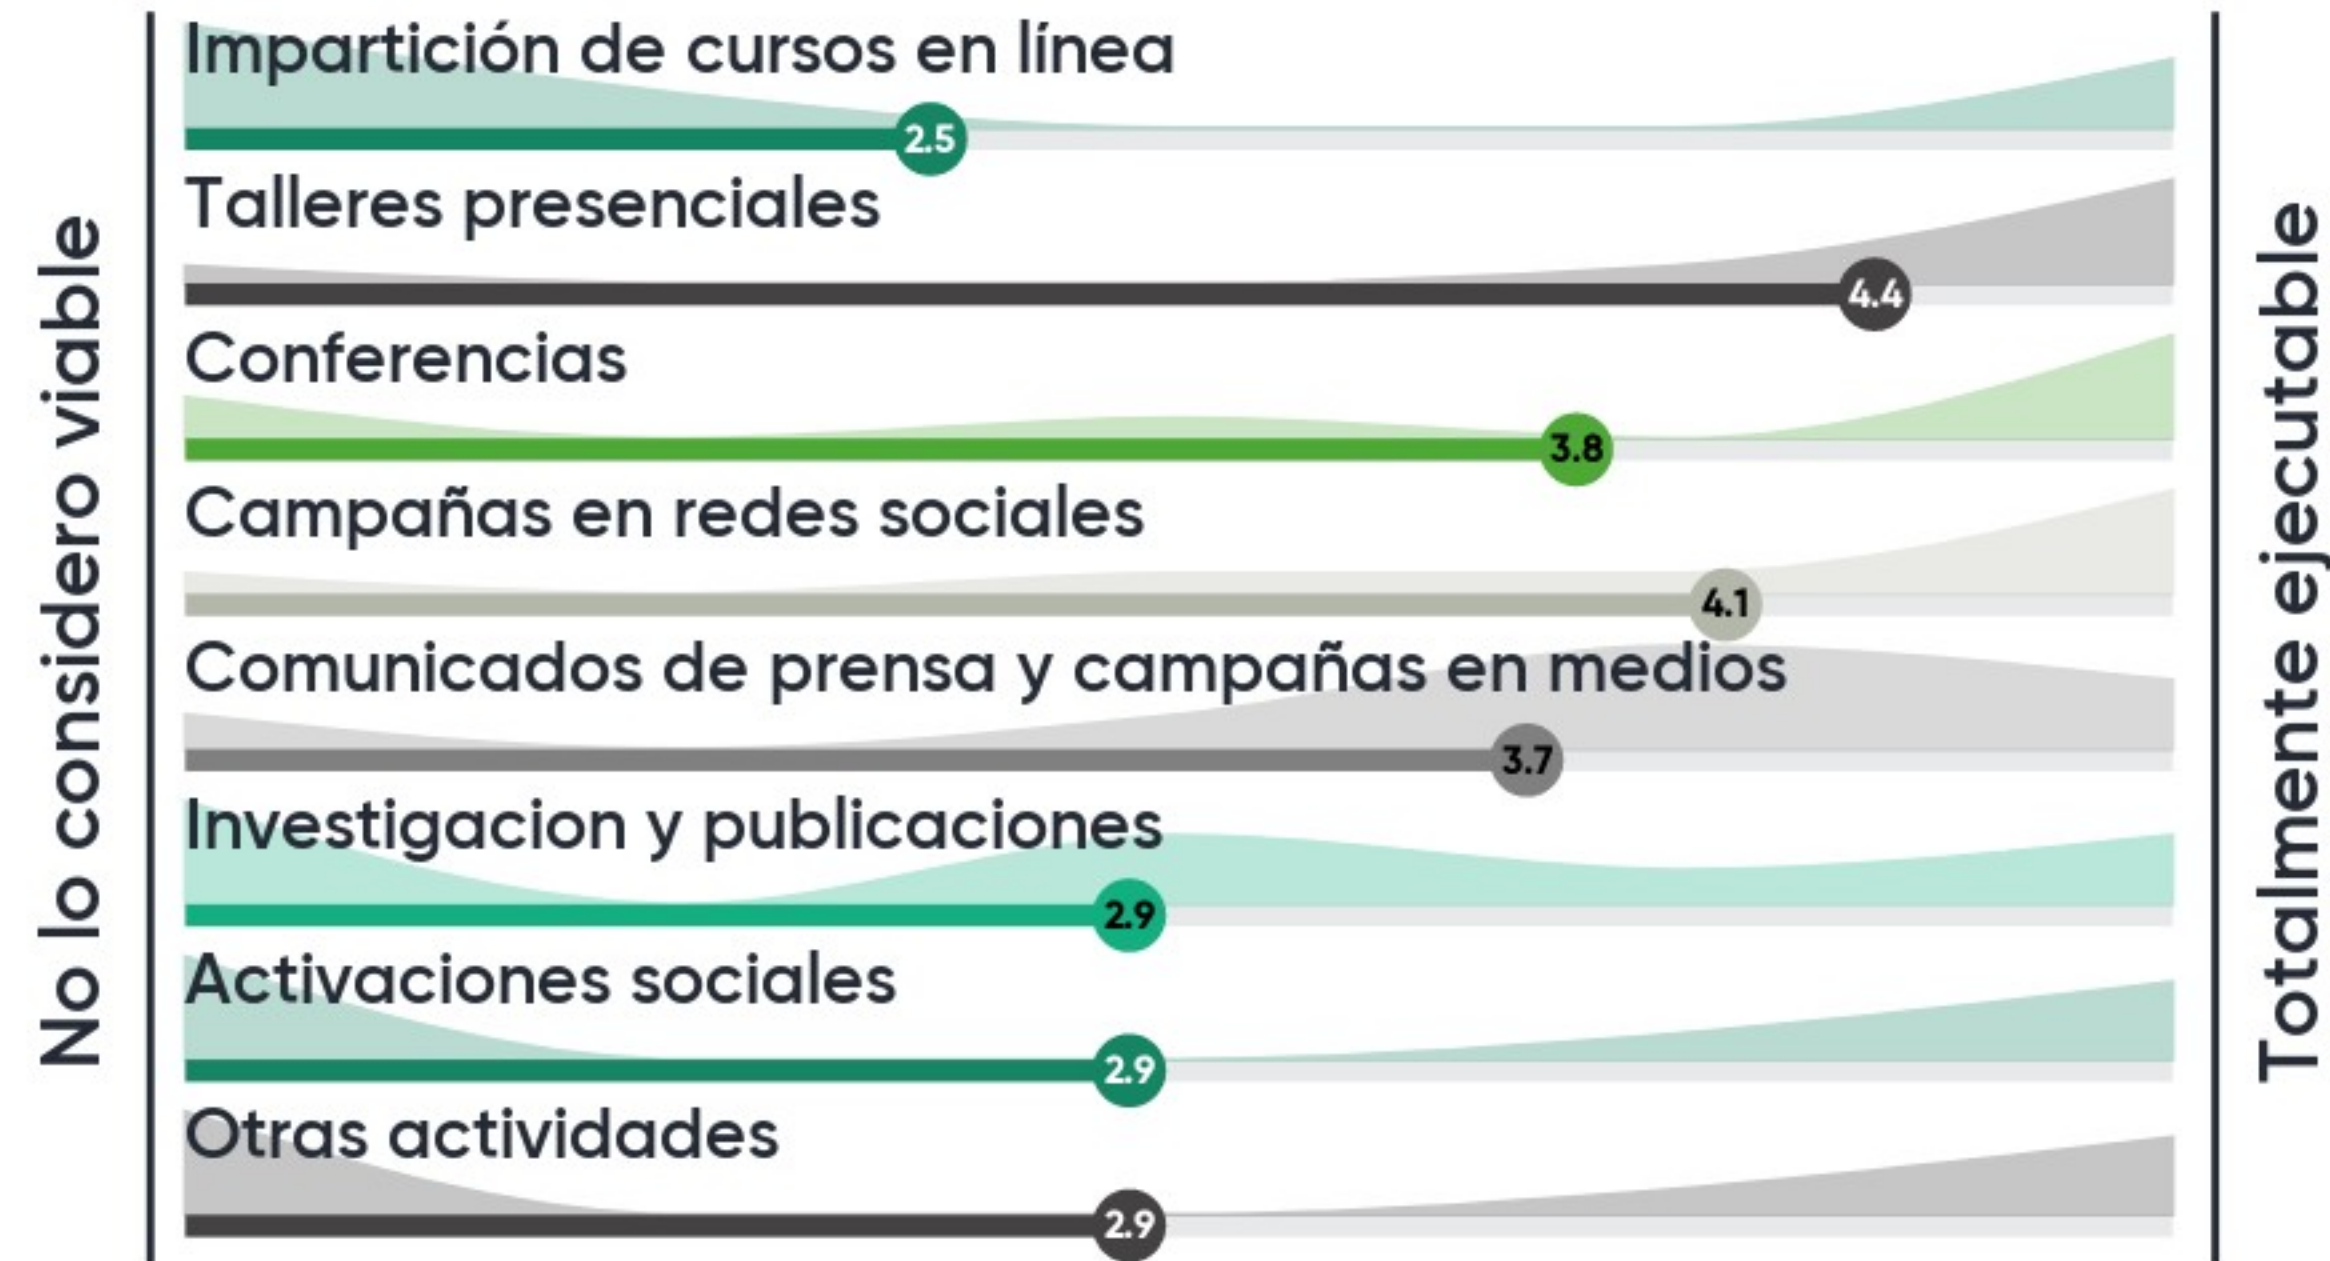 No lo considero viable
Impartición de cursos en línea
2.5
Talleres presenciales
4.4
Conferencias
3.8
Campañas en redes sociales
4.1
Comunicados de prensa y campañas en medios
3.7
Investigacion y publicaciones
2.9
Activaciones sociales
2.9
Otras actividades
2.9
Totalmente ejecutable